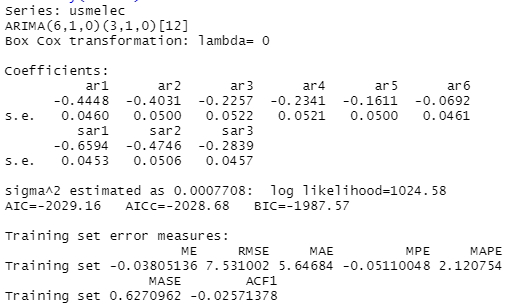 Series: usmelec
ARIMA(6,1,0)(3,1,0)[12]
Box Cox transformation: lambda= 0
Coefficients:
ar1 ar2 ar3 ar4 ar5 ar6
-0.4448 -0.4031 -0.2257 -0.2341 -0.1611 -0.0692
s.e. 0.0460 0.0500 0.0522 0.0521 0.0500 0.0461
sar1 sar2 sar3
-0.6594 -0.4746 -0.2839
s.e. 0.0453 0.0506 0.0457
sigma^2 estimated as 0.0007708: log likelihood=1024.58
AIC=-2029.16 AICc=-2028.68 BIC=-1987.57
Training set error measures:
ME RMSE MAE MPE MAPE
Training set -0.03805136 7.531002 5.64684 -0.05110048 2.120754
MASE ACF1
Training set 0.6270962 -0.02571378